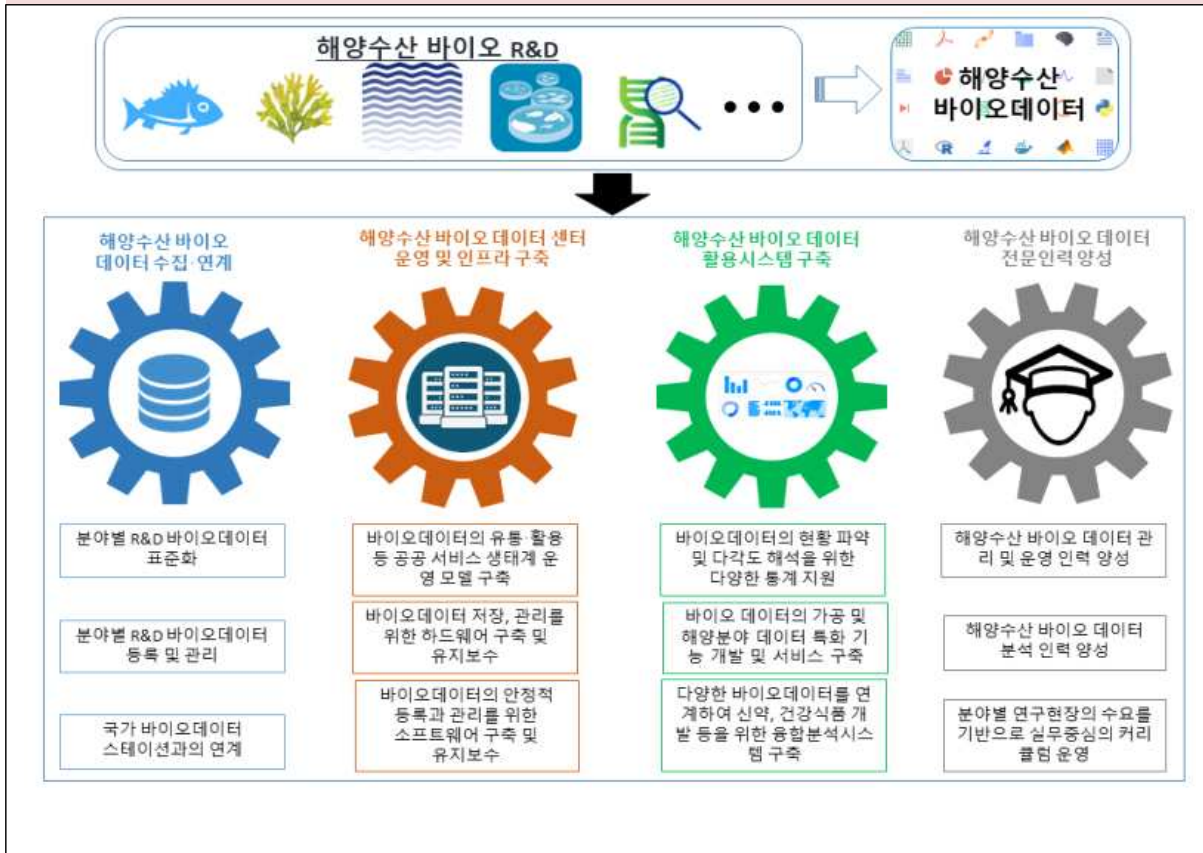 해양수산 바이오 R&D
해양수산
바이오데이터
해양수산 바이오
데이터 수집·연계
해양수산 바이오 데이터 센터
운영 및 인프라 구축
해양수산 바이오 데이터
활용시스템 구축
해양수산 바이오 데이터
전문인력 양성
분야별 R&D 바이오데이터
표준화
분야별 R&D 바이오데이터
등록 및 관리
국가 바이오데이터
스테이션과의 연계
바이오데이터의 유통·활용
등 공공 서비스 생태계 운
영 모델 구축
바이오데이터 저장, 관리를
위한 하드웨어 구축 및
유지보수
바이오데이터의 안정적
등록과 관리를 위한
소프트웨어 구축 및
유지보수
바이오데이터의 현황 파악
및 다각도 해석을 위한
다양한 통계 지원
바이오 데이터의 가공 및
해양분야 데이터 특화 기
능 개발 및 서비스 구축
다양한 바이오데이터를 연
계하여 신약, 건강식품 개
발 등을 위한 융합분석시스
템 구축
해양수산 바이오 데이터 관
리 및 운영 인력 양성
해양수산 바이오 데이터
분석 인력 양성
분야별 연구현장의 수요를
기반으로 실무중심의 커리
큘럼 운영